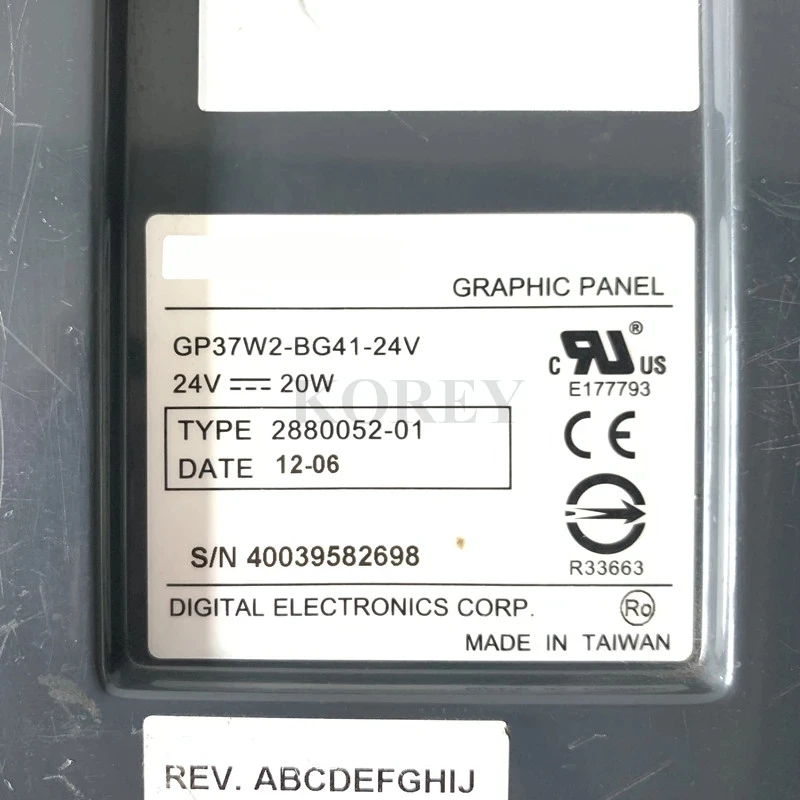 GRAPHIC PANEL
GP37W2-BG41-24V
24V 20W
c RU ® US
E177793
KOREY
TYPE 2880052-01
DATE 12-06
CE
S/N 40039582698
R33663
DIGITAL ELECTRONICS CORP. Ro
MADE IN TAIWAN
REV. ABCDEFGHIJ